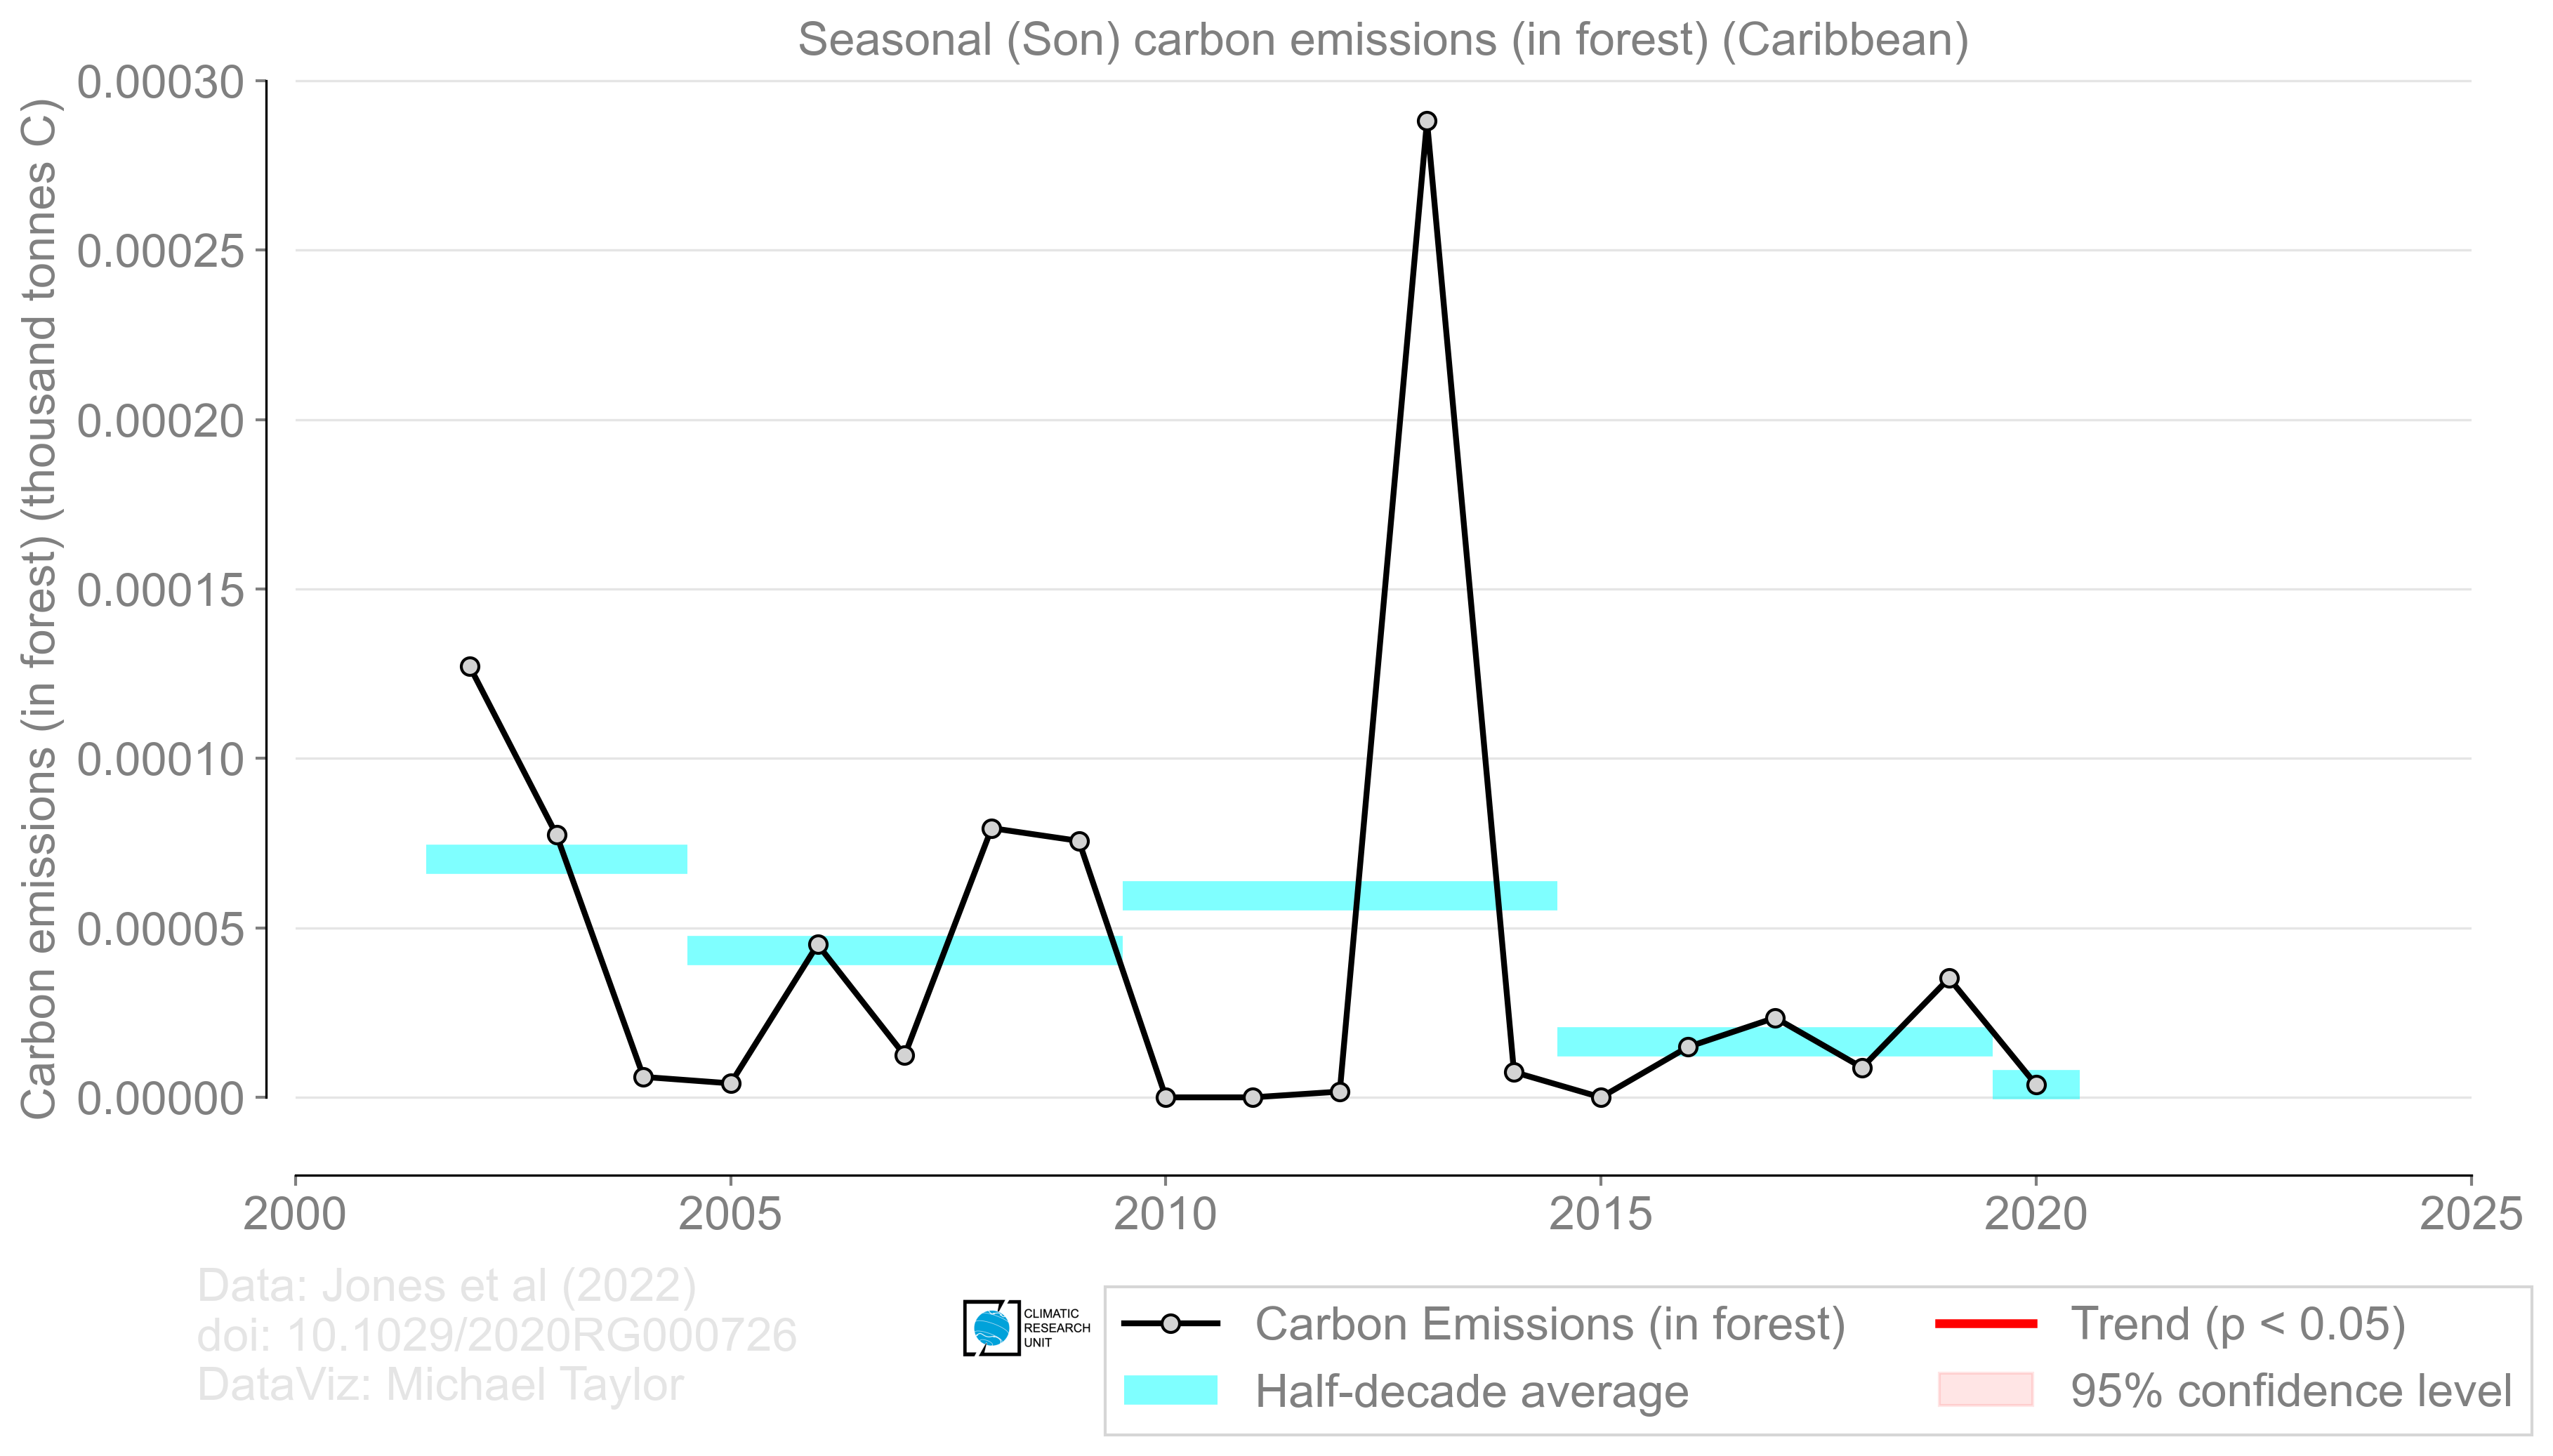 Seasonal (Son) carbon emissions (in forest) (Caribbean)
Carbon emissions (in forest) (thousand tonnes C)
0.00030
0.00025
0.00020
0.00015
0.00010
0.00005
0.00000
2000 2005 2010 2015 2020 2025
Data: Jones et al (2022)
doi: 10.1029/2020RG000726
DataViz: Michael Taylor
CLIMATIC
RESEARCH
UNIT
Carbon Emissions (in forest)
Half-decade average
Trend (p < 0.05)
95% confidence level